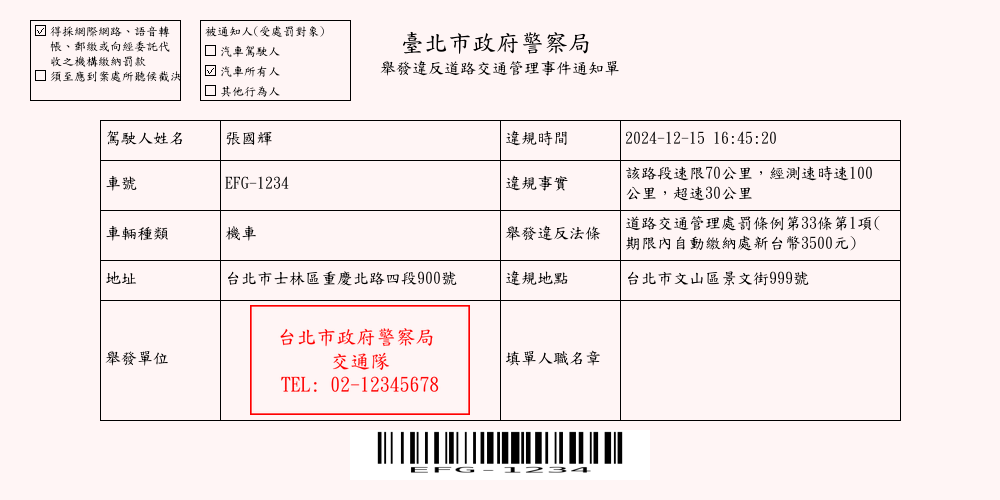 ☑ 得採網際網路、語音轉
帳、郵繳或向經委託代
收之機構繳納罰款
☐ 須至應到案處所聽候裁決
被通知人(受處罰對象)
☐ 汽車駕駛人
☑ 汽車所有人
☐ 其他行為人
臺北市政府警察局
舉發違反道路交通管理事件通知單
駕駛人姓名 張國輝 違規時間 2024-12-15 16:45:20
車號 EFG-1234 違規事實 該路段速限70公里，經測速時速100
公里，超速30公里
車輛種類 機車 舉發違反法條 道路交通管理處罰條例第33條第1項(
期限內自動繳納處新台幣3500元)
地址 台北市士林區重慶北路四段900號 違規地點 台北市文山區景文街999號
舉發單位 填單人職名章
台北市政府警察局
交通隊
TEL: 02-12345678
EFG-1234